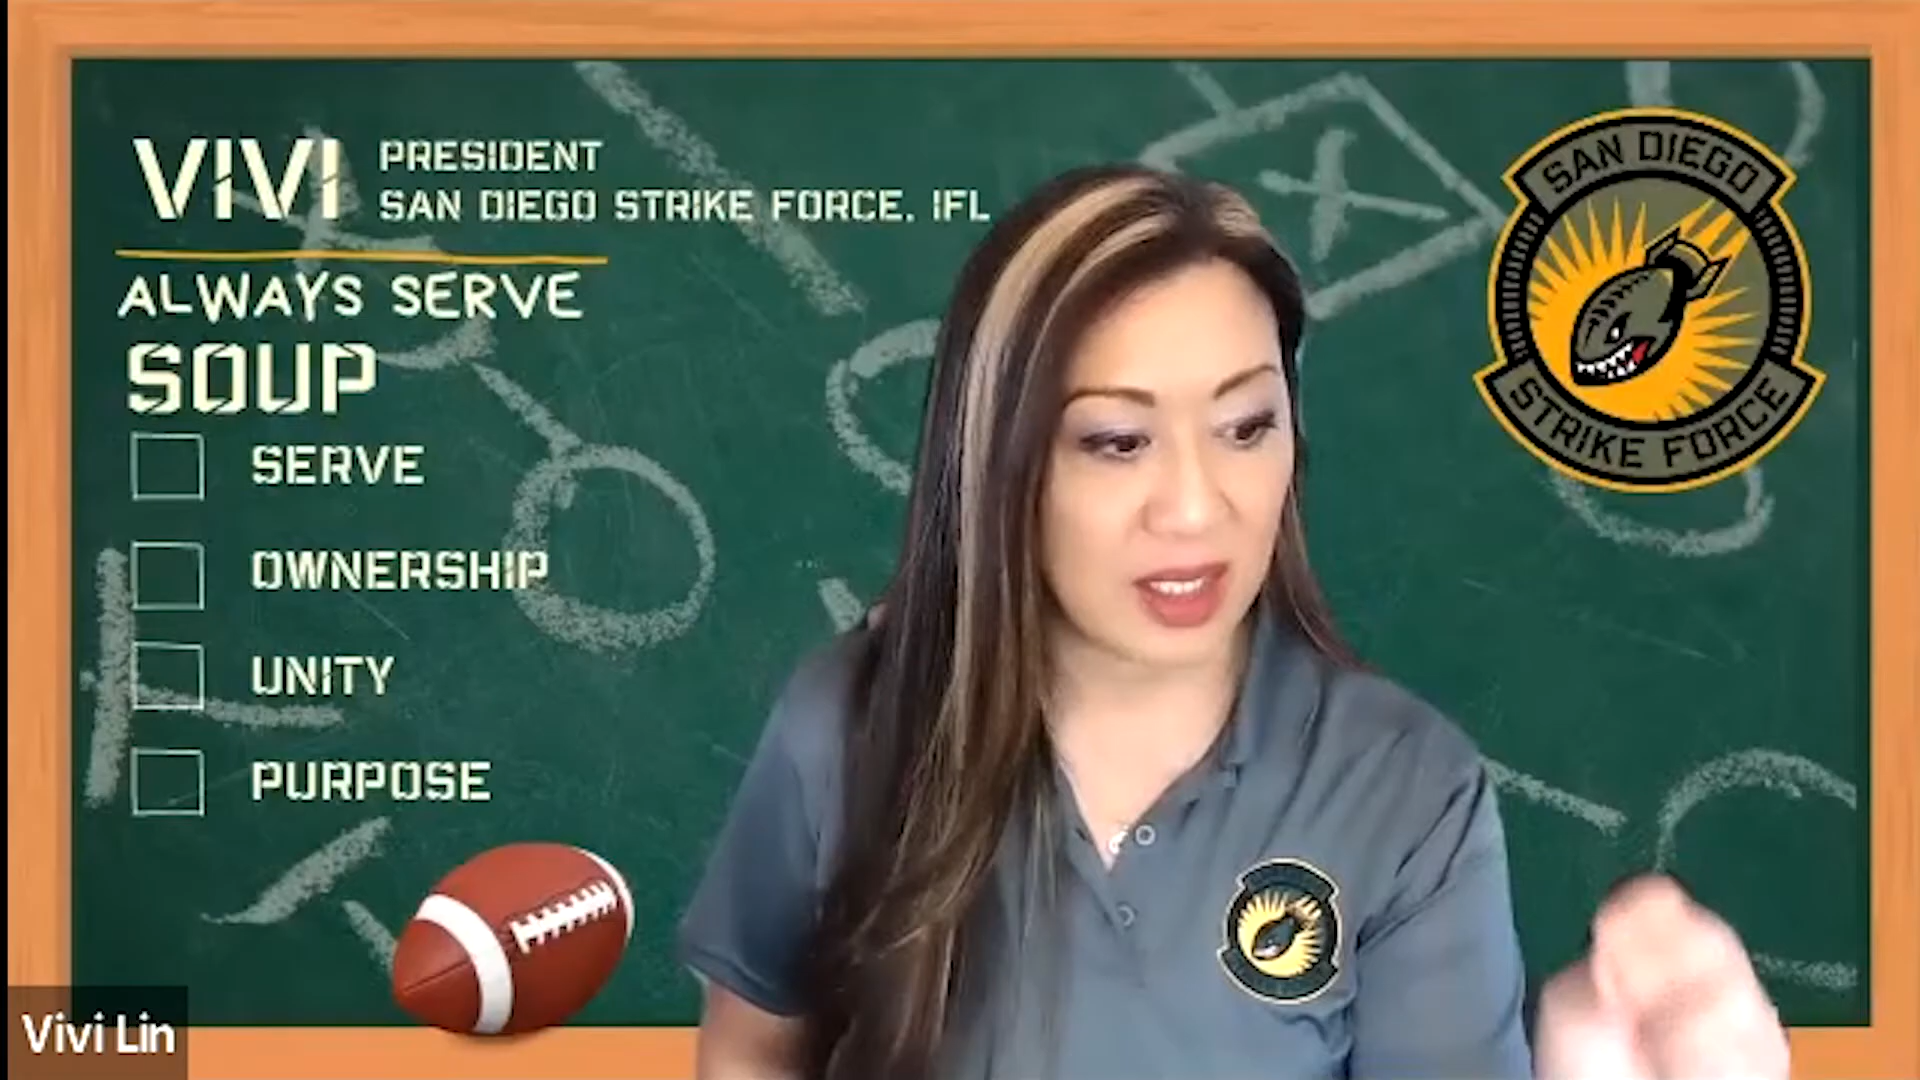 VIVI
PRESIDENT
SAN DIEGO STRIKE FORCE, IFL
ALWAYS SERVE
SOUP
SERVE
OWNERSHIP
UNITY
PURPOSE
SAN DIEGO
STRIKE FORCE
Vivi Lin